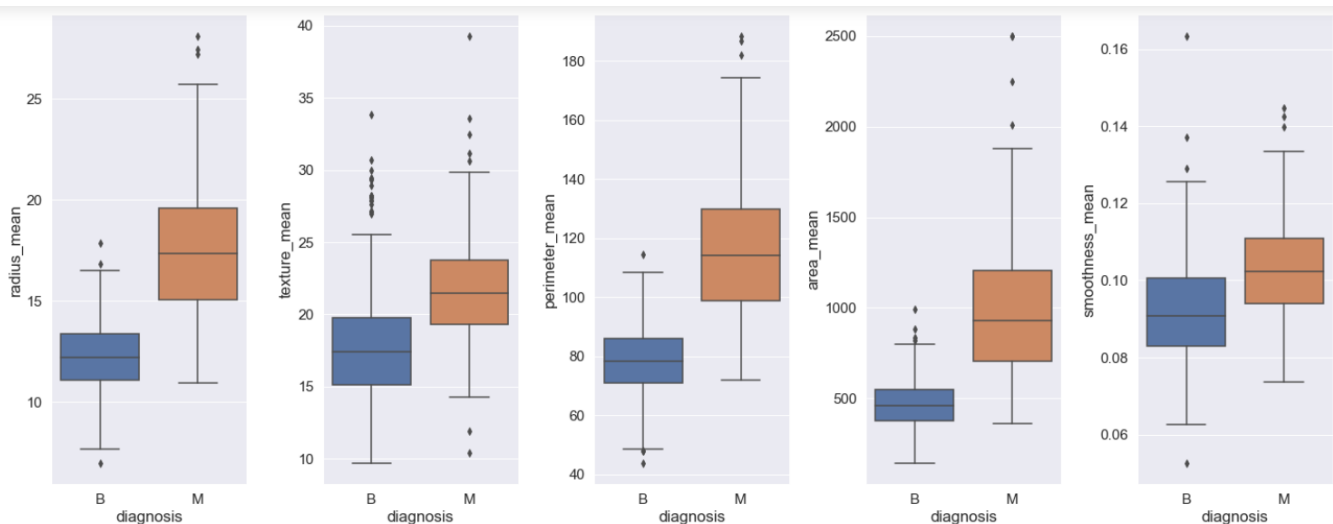 radius_mean
25
20
15
10
B M
diagnosis
texture_mean
40
35
30
25
20
15
10
B M
diagnosis
perimeter_mean
180
160
140
120
100
80
60
40
B M
diagnosis
area_mean
2500
2000
1500
1000
500
B M
diagnosis
smoothness_mean
0.16
0.14
0.12
0.10
0.08
0.06
B M
diagnosis